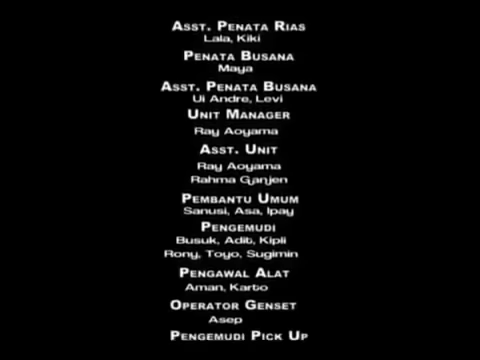 Asst. Penata Rias
Lala, Kiki
Penata Busana
Maya
Asst. Penata Busana
Ui Andre, Levi
Unit Manager
Ray Aoyama
Asst. Unit
Ray Aoyama
Rahma Ganjen
Pembantu Umum
Sanusi, Asa, Ipay
Pengemudi
Busuk, Adit, Kipli
Rony, Toyo, Sugimin
Pengawal Alat
Aman, Karto
Operator Genset
Asep
Pengemudi Pick Up